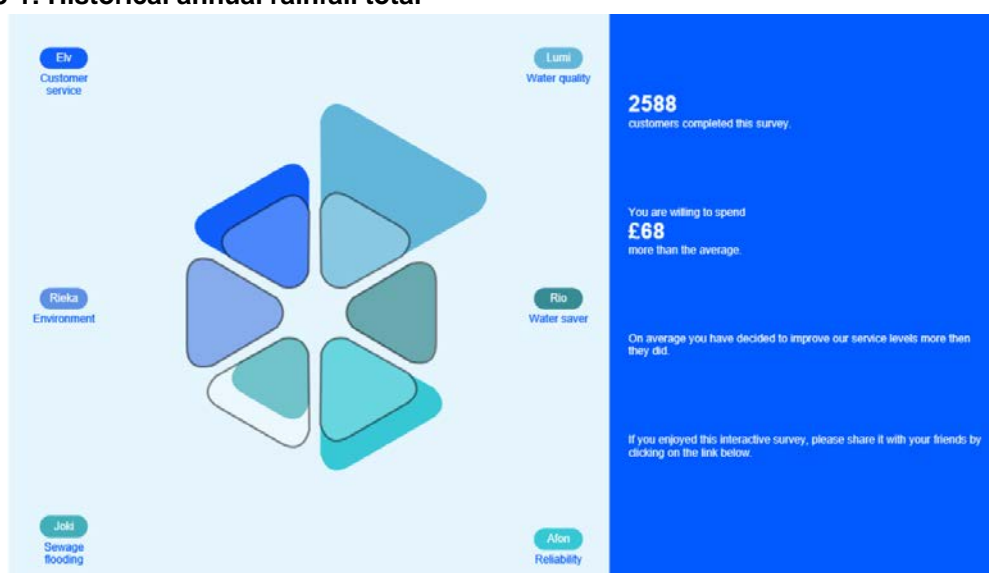 1: Historical annual rainfall total
Elv
Customer
service
Lumi
Water quality
Rieka
Environment
Rio
Water saver
Joki
Sewage
flooding
Afon
Reliability
2588
customers completed this survey.
You are willing to spend
£68
more than the average.
On average you have decided to improve our service levels more then
they did.
If you enjoyed this interactive survey, please share it with your friends by
clicking on the link below.